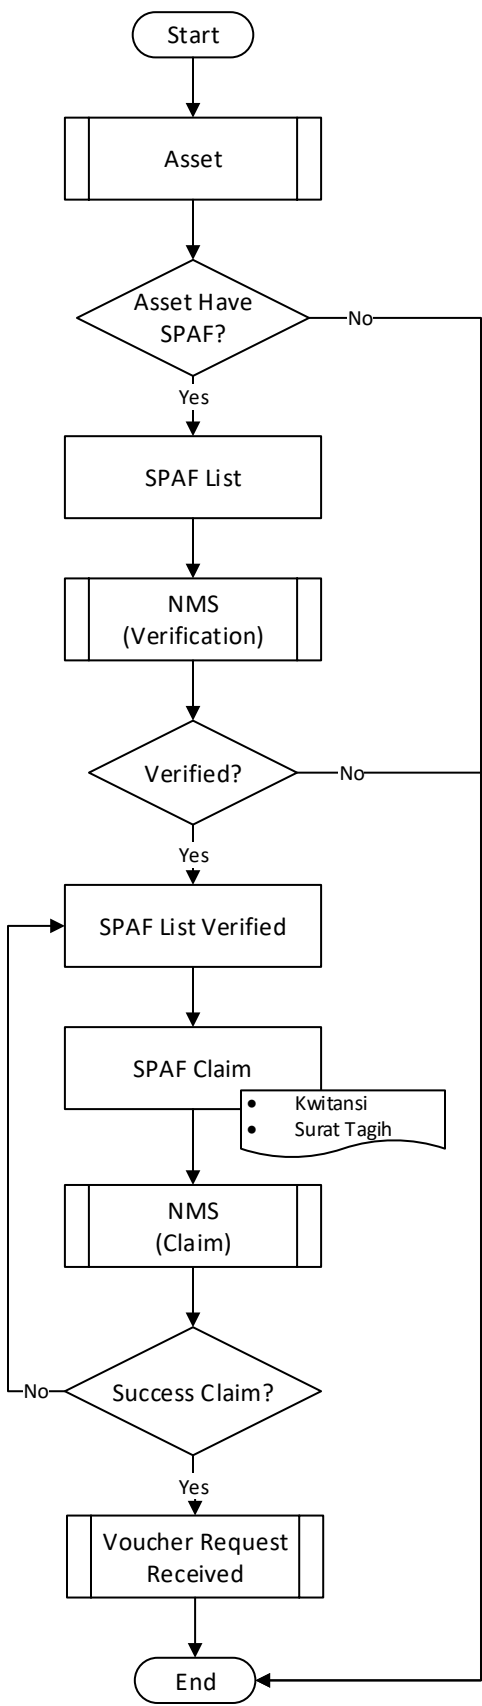 Start
Asset
Asset Have
SPAF?
No
Yes
SPAF List
NMS
(Verification)
Verified?
No
Yes
SPAF List Verified
SPAF Claim
• Kwitansi
• Surat Tagih
NMS
(Claim)
Success Claim?
No
Yes
Voucher Request
Received
End